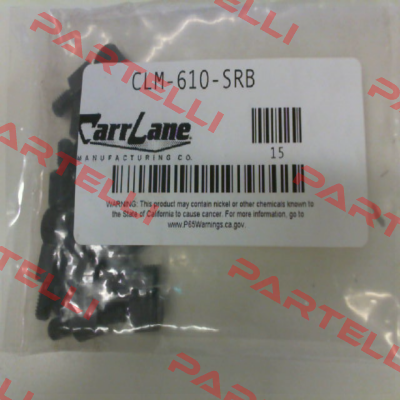 CLM-610-SRB
CarrLane
MANUFACTURING CO.
15
WARNING: This product may contain nickel or other chemicals known to
the State of California to cause cancer. For more information, go to
www.P65Warnings.ca.gov.
PARTELLI
PARTELLI
PARTELLI
PARTELLI
PARTELLI